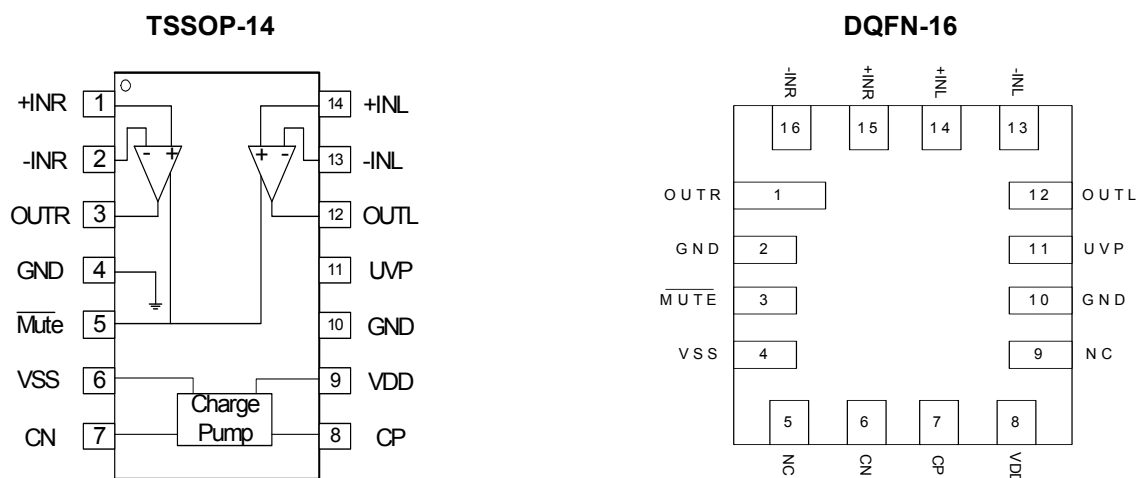 TSSOP-14
+INR 1 14 +INL
-INR 2 - + + - 13 -INL
OUTR 3 12 OUTL
GND 4 11 UVP
Mute 5 10 GND
VSS 6 9 VDD
Charge
Pump
CN 7 8 CP
DQFN-16
-INR +INR +INL -INL
16 15 14 13
OUTR 1 12 OUTL
GND 2 11 UVP
MUTE 3 10 GND
VSS 4 9 NC
5 6 7 8
NC CN CP VDD